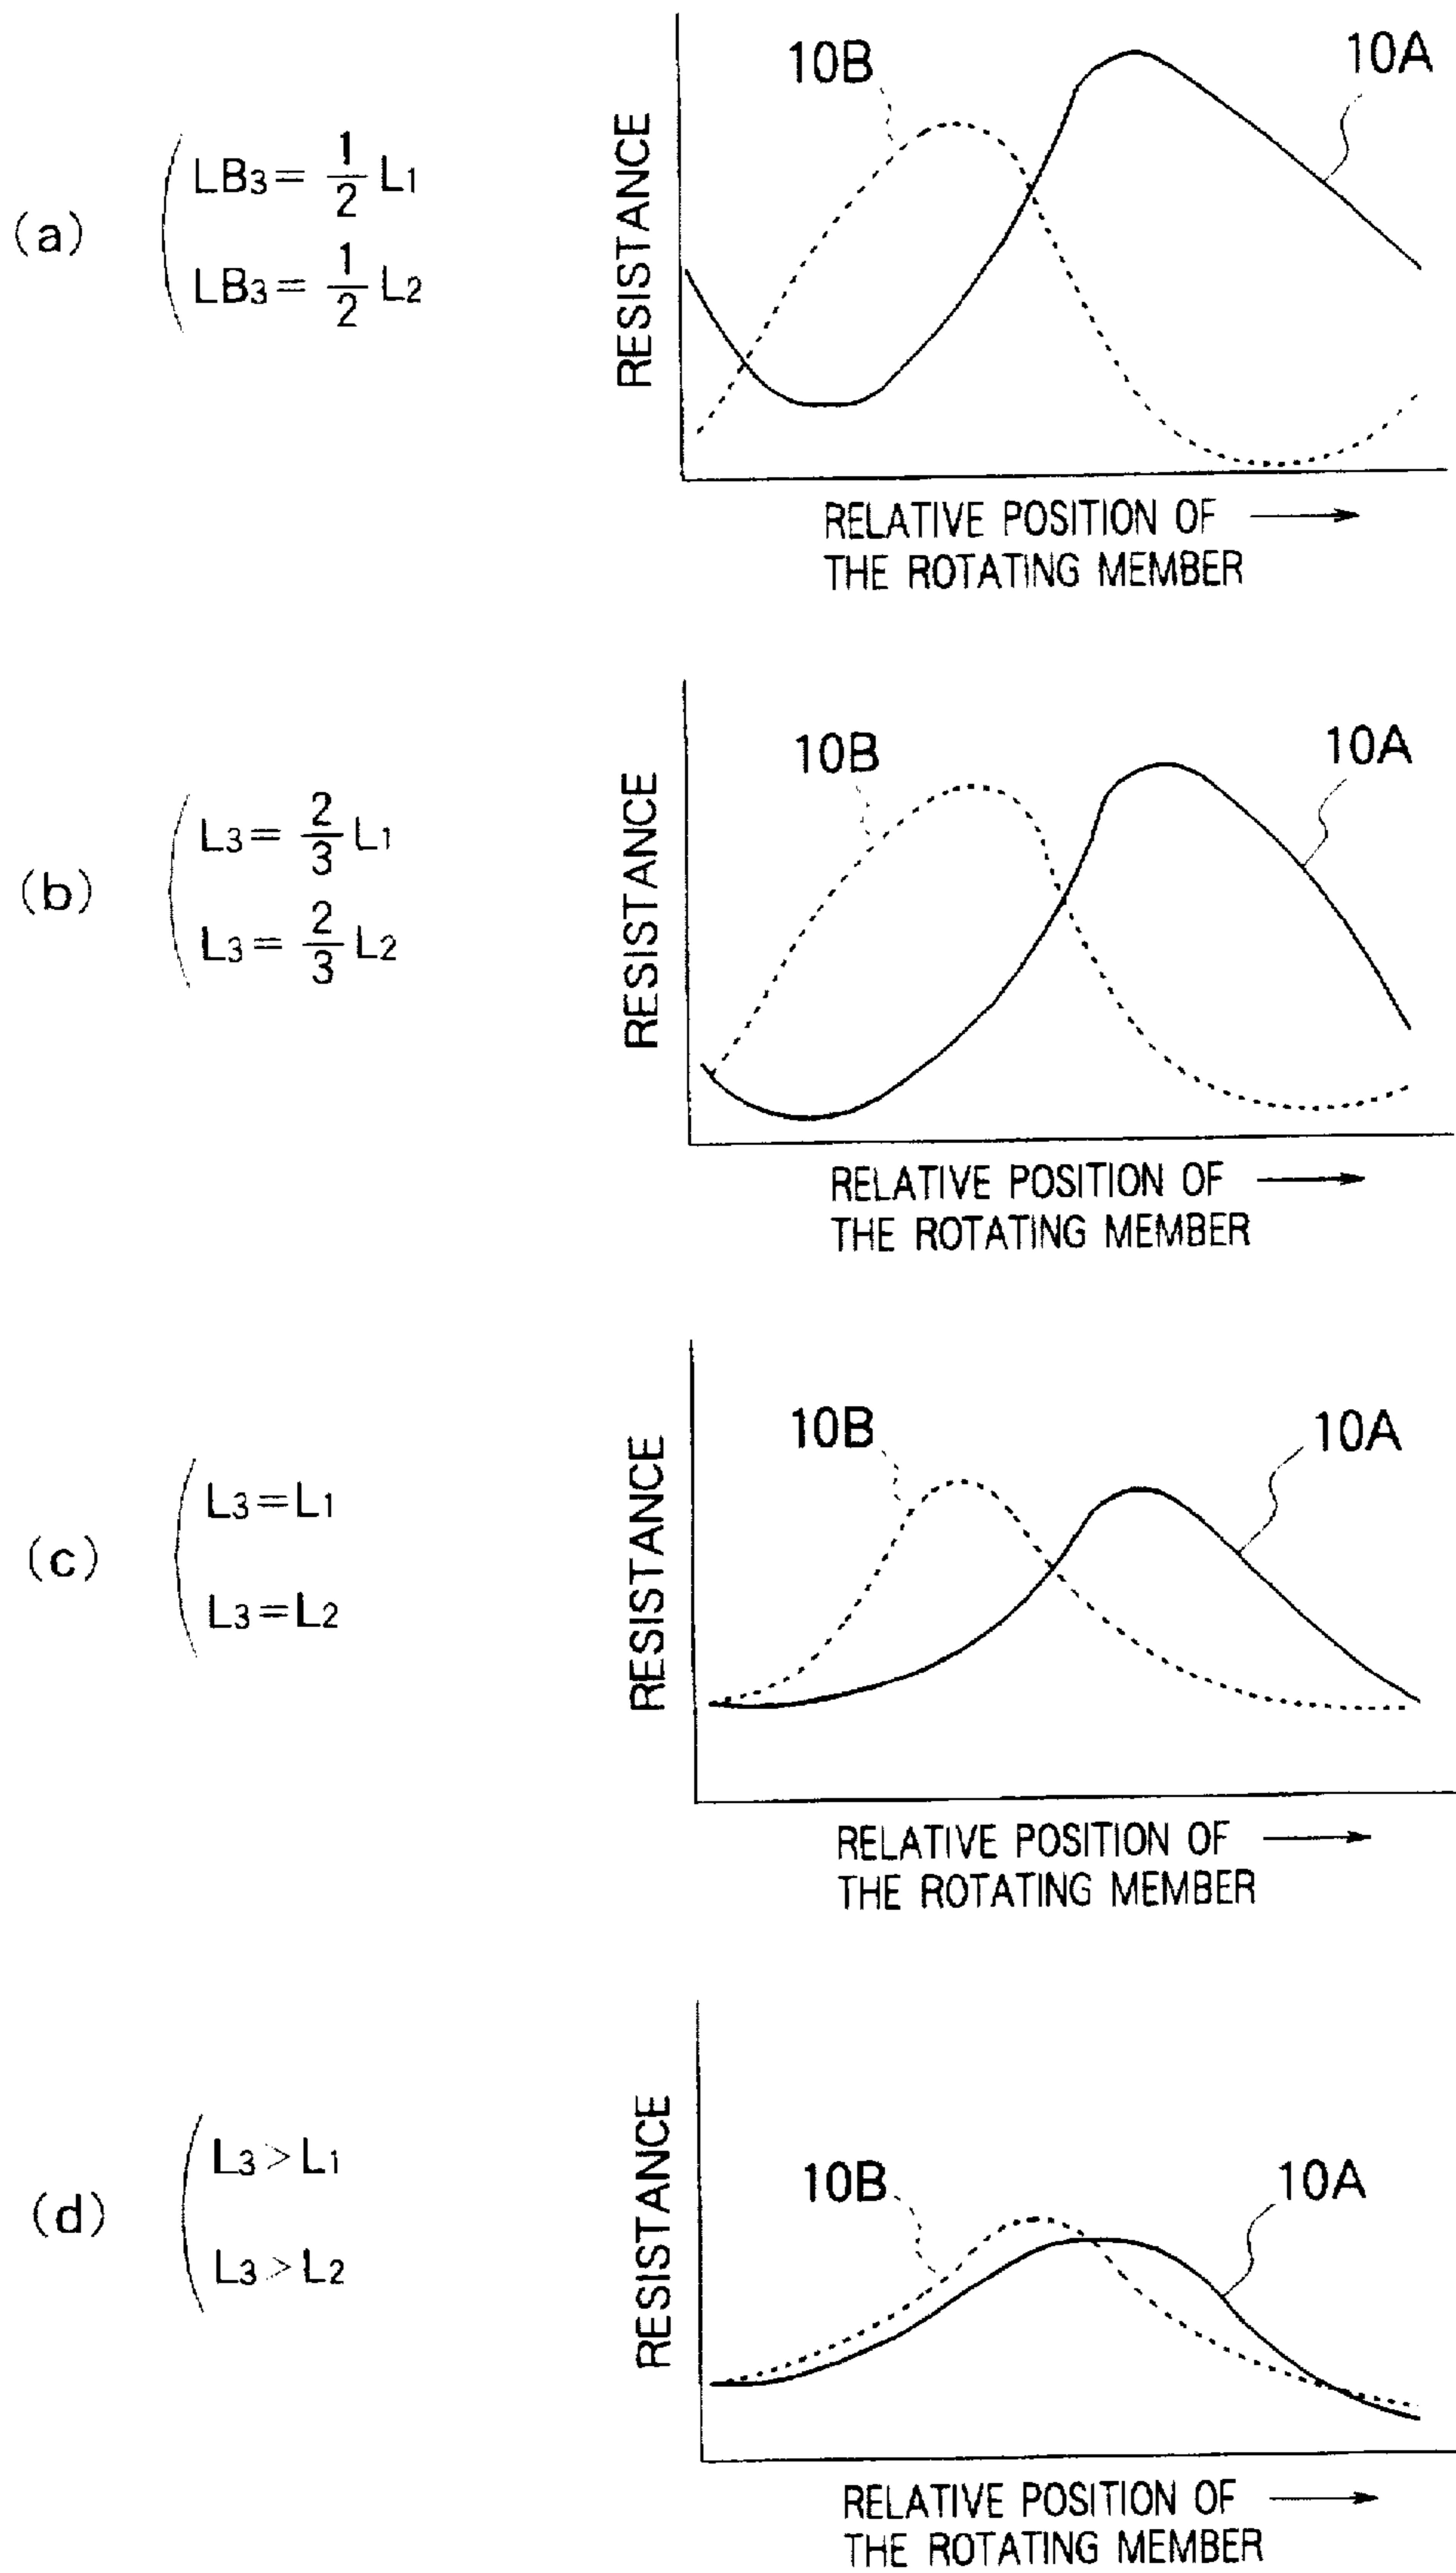 (a)
LB3 = 1/2 L1
LB3 = 1/2 L2
RESISTANCE
10B
10A
RELATIVE POSITION OF
THE ROTATING MEMBER
(b)
L3 = 2/3 L1
L3 = 2/3 L2
RESISTANCE
10B
10A
RELATIVE POSITION OF
THE ROTATING MEMBER
(c)
L3 = L1
L3 = L2
RESISTANCE
10B
10A
RELATIVE POSITION OF
THE ROTATING MEMBER
(d)
L3 > L1
L3 > L2
RESISTANCE
10B
10A
RELATIVE POSITION OF
THE ROTATING MEMBER